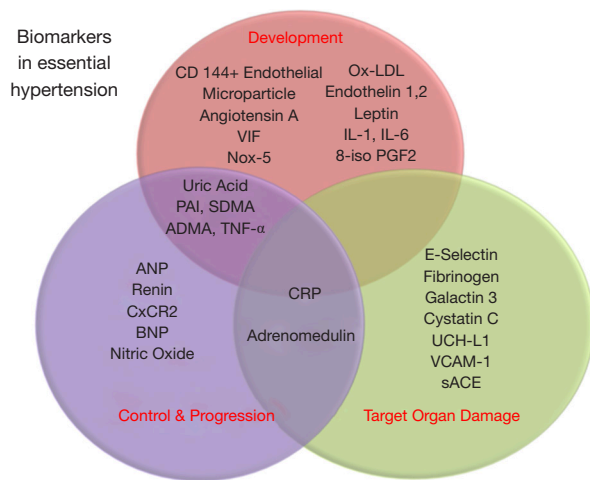 Biomarkers
in essential
hypertension
Development
CD 144+ Endothelial
Microparticle
Angiotensin A
VIF
Nox-5
Ox-LDL
Endothelin 1,2
Leptin
IL-1, IL-6
8-iso PGF2
Uric Acid
PAI, SDMA
ADMA, TNF-α
ANP
Renin
CxCR2
BNP
Nitric Oxide
CRP
Adrenomedulin
E-Selectin
Fibrinogen
Galactin 3
Cystatin C
UCH-L1
VCAM-1
sACE
Control & Progression
Target Organ Damage